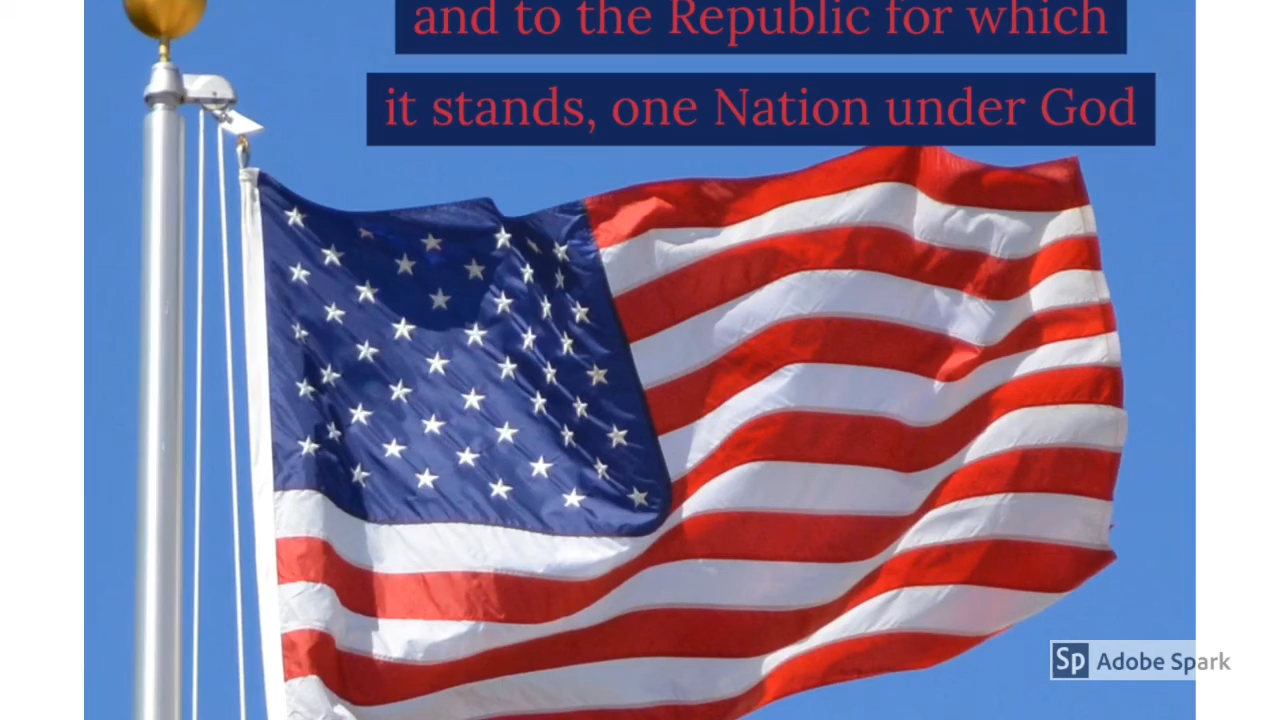 and to the Republic for which
it stands, one Nation under God
Sp Adobe Spark